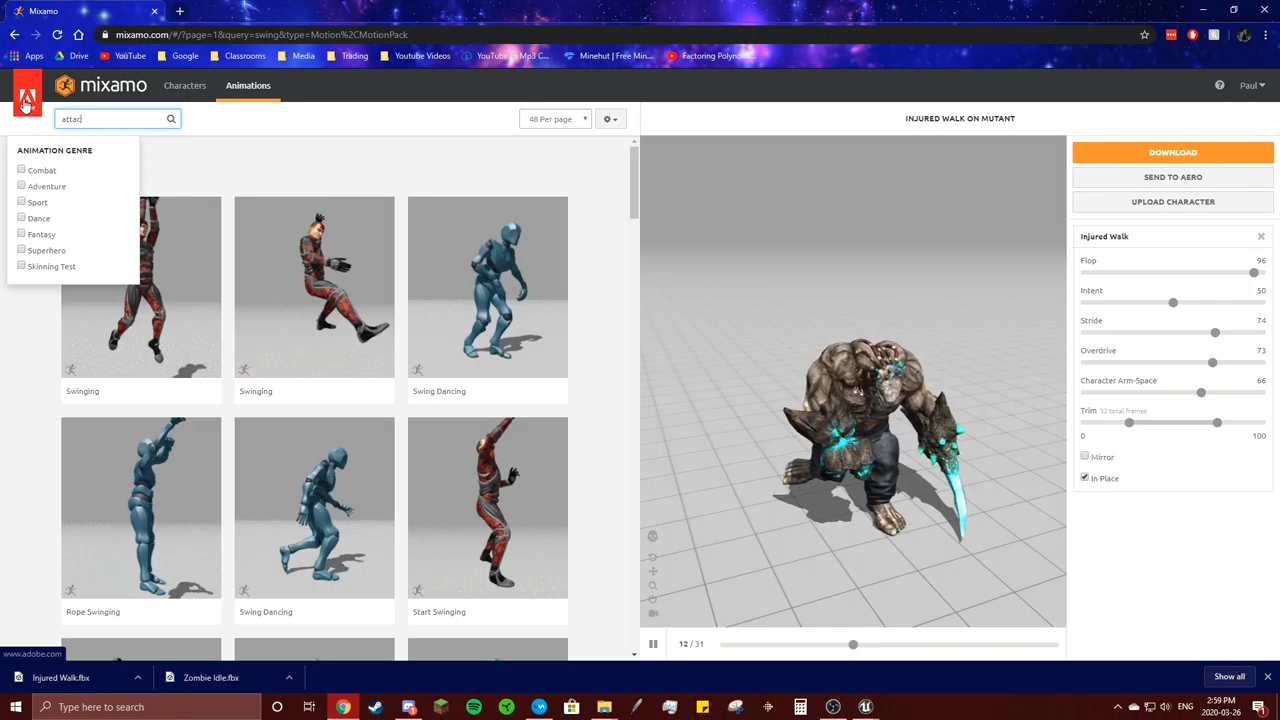 Mixamo
mixamo.com/#/?page=1&query=swing&type=Motion%2CMotionPack
Apps
Drive
YouTube
Google
Classrooms
Media
Trading
Youtube Videos
YouTube to Mp3 C...
Minehut | Free Min...
Factoring Polynomi...
mixamo
Characters
Animations
Paul
attac
48 Per page
INJURED WALK ON MUTANT
ANIMATION GENRE
Combat
Adventure
Sport
Dance
Fantasy
Superhero
Skinning Test
Swinging
Swinging
Swing Dancing
Rope Swinging
Swing Dancing
Start Swinging
DOWNLOAD
SEND TO AERO
UPLOAD CHARACTER
Injured Walk
Flop 96
Intent 50
Stride 74
Overdrive 73
Character Arm-Space 66
Trim 32 total frames
0 100
Mirror
In Place
12 / 31
www.adobe.com
Injured Walk.fbx
Zombie Idle.fbx
Show all
Type here to search
2:59 PM
2020-03-26